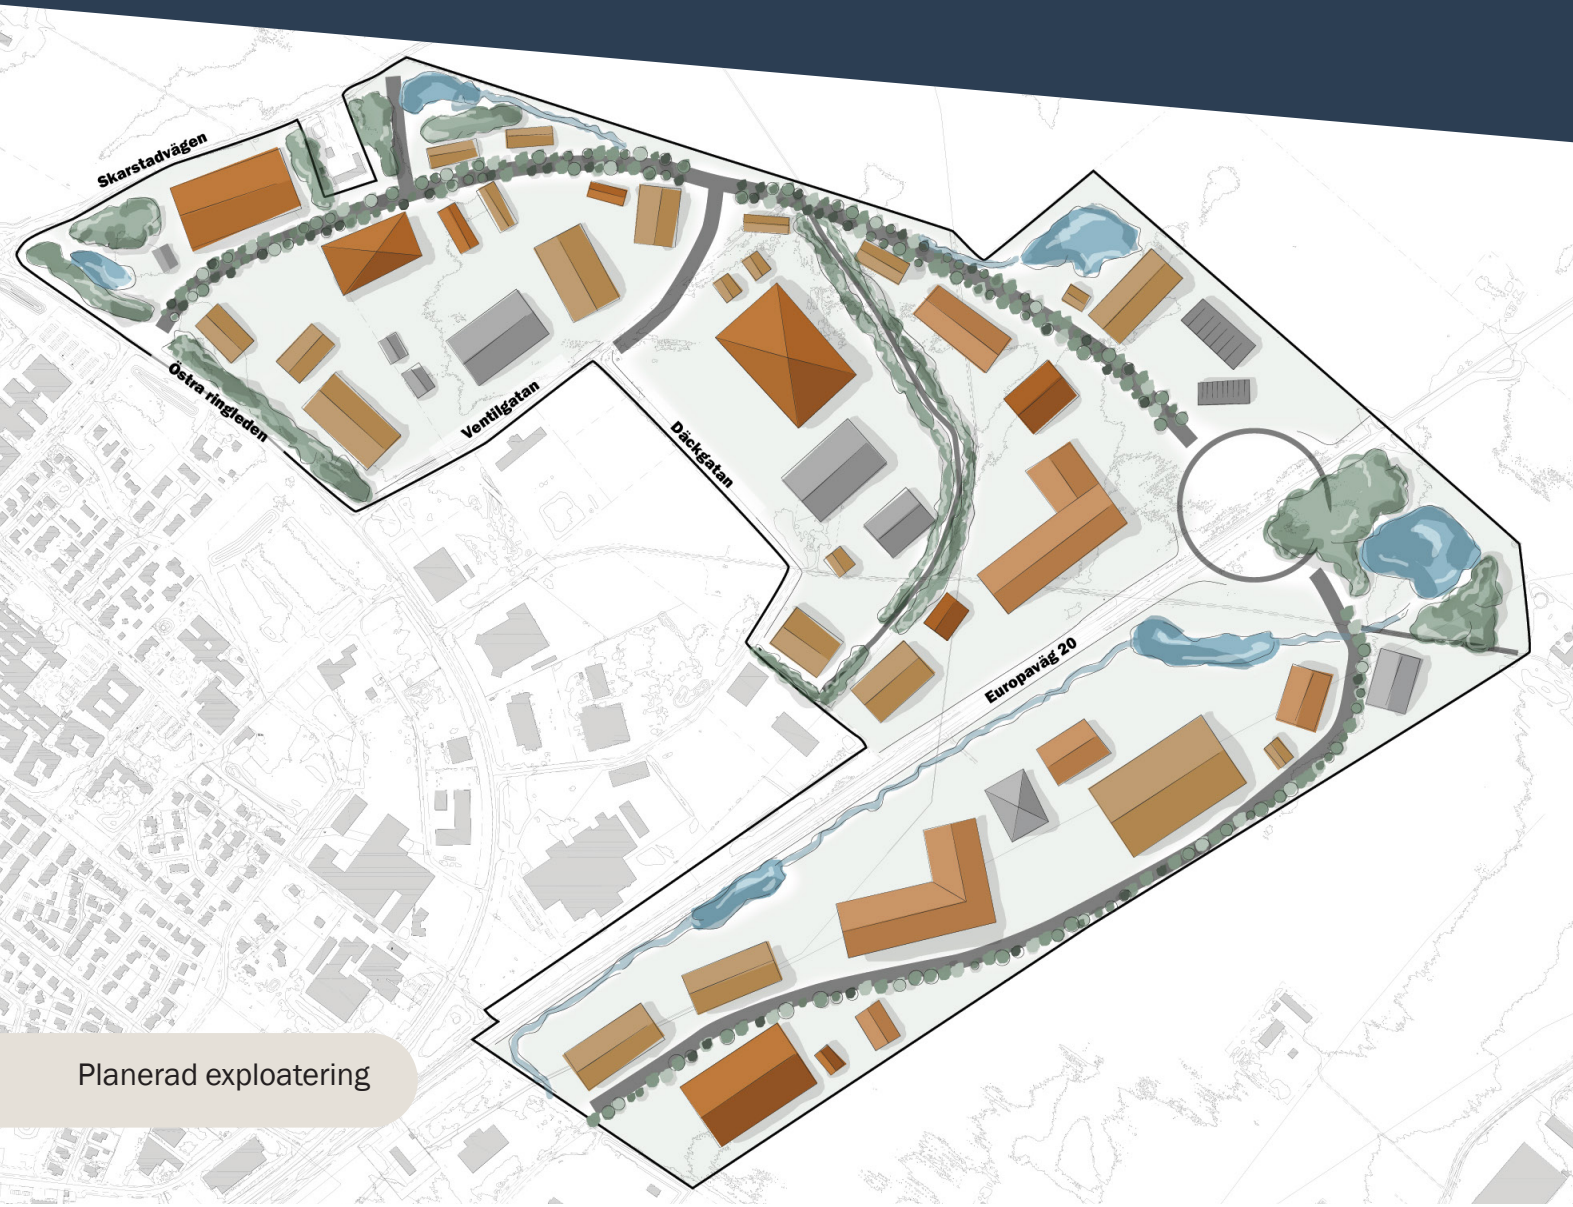 Skarstadvägen
Östra ringleden
Ventilgatan
Däckgatan
Europaväg 20
Planerad exploatering